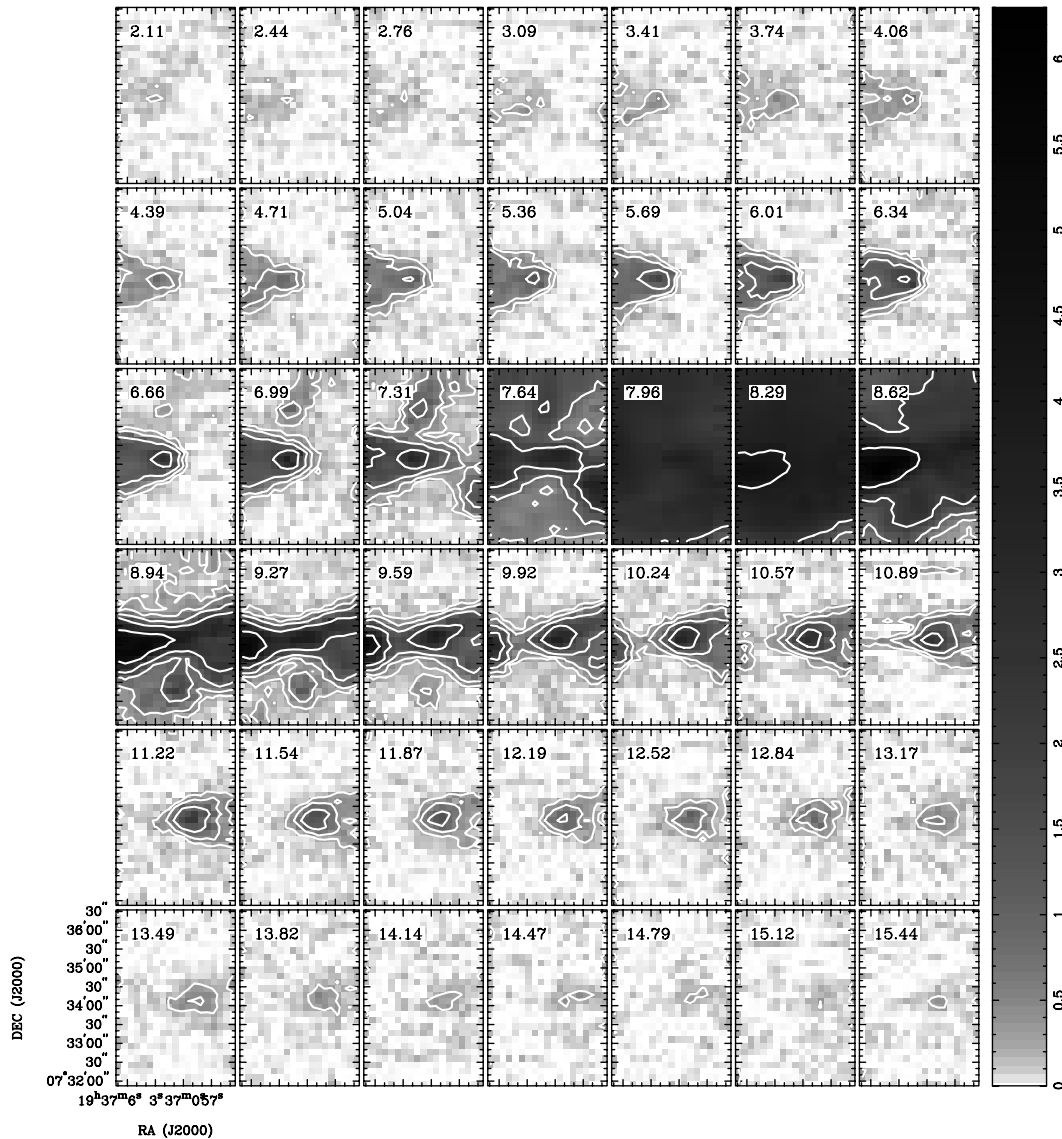 2.11 2.44 2.76 3.09 3.41 3.74 4.06
4.39 4.71 5.04 5.36 5.69 6.01 6.34
6.66 6.99 7.31 7.64 7.96 8.29 8.62
8.94 9.27 9.59 9.92 10.24 10.57 10.89
11.22 11.54 11.87 12.19 12.52 12.84 13.17
13.49 13.82 14.14 14.47 14.79 15.12 15.44
30"
36'00"
30"
35'00"
30"
34'00"
30"
33'00"
30"
07°32'00"
DEC (J2000)
19ʰ37ᵐ6ˢ 3ˢ37ᵐ0ˢ57ˢ
RA (J2000)
6
5.5
5
4.5
4
3.5
3
2.5
2
1.5
1
0.5
0